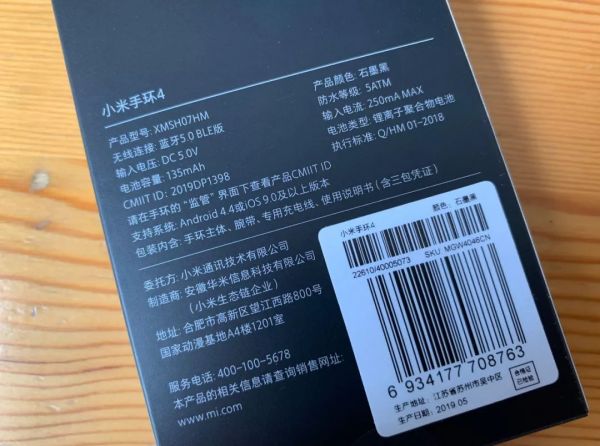 小米手环4
产品型号: XMSH07HM
无线连接: 蓝牙5.0 BLE版
输入电压: DC 5.0V
电池容量: 135mAh
CMIIT ID: 2019DP1398
产品颜色: 石墨黑
防水等级: 5ATM
输入电流: 250mA MAX
电池类型: 锂离子聚合物电池
执行标准: Q/HM 01-2018
请在手环的“监管”界面下查看产品CMIIT ID
支持系统: Android 4.4或iOS 9.0及以上版本
包装内含: 手环主体、腕带、专用充电线、使用说明书（含三包凭证）
委托方: 小米通讯技术有限公司
制造商: 安徽华米信息科技有限公司
（小米生态链企业）
地址: 合肥市高新区望江西路800号
国家动漫基地A4楼1201室
服务电话: 400-100-5678
本产品的相关信息请查询销售网址:
www.mi.com
小米手环4
颜色: 石墨黑
22610/40005073
SKU: MGW4046CN
6 934177 708763
生产地址: 江苏省苏州市吴中区
生产日期: 2019.05
合格证
已检验